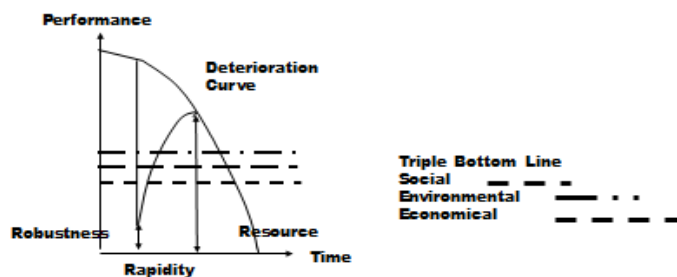 Performance
Deterioration
Curve
Triple Bottom Line
Social
Environmental
Economical
Robustness
Resource
Time
Rapidity